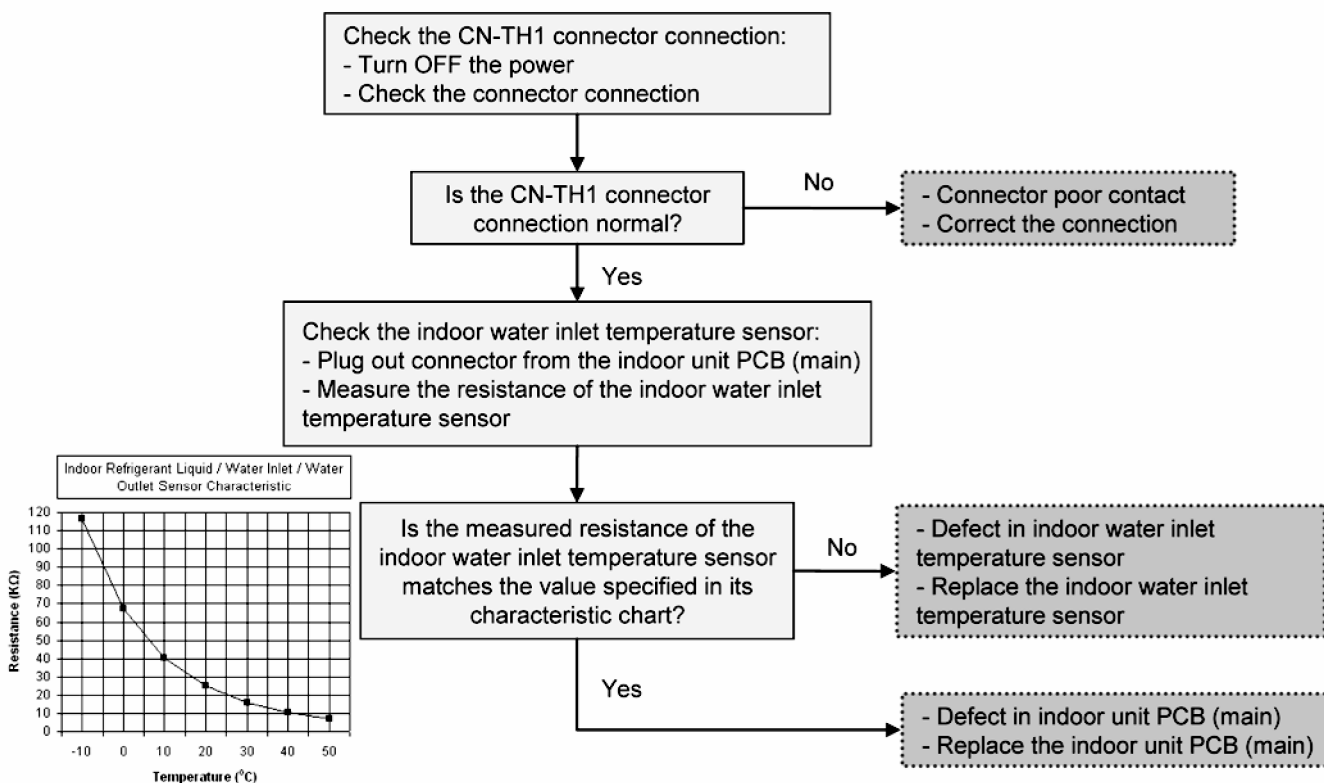 Check the CN-TH1 connector connection:
- Turn OFF the power
- Check the connector connection
Is the CN-TH1 connector
connection normal?
No
- Connector poor contact
- Correct the connection
Yes
Check the indoor water inlet temperature sensor:
- Plug out connector from the indoor unit PCB (main)
- Measure the resistance of the indoor water inlet
temperature sensor
Indoor Refrigerant Liquid / Water Inlet / Water
Outlet Sensor Characteristic
120
110
100
90
80
70
60
50
40
30
20
10
0
Resistance (KΩ)
-10 0 10 20 30 40 50
Temperature (⁰C)
Is the measured resistance of the
indoor water inlet temperature sensor
matches the value specified in its
characteristic chart?
No
- Defect in indoor water inlet
temperature sensor
- Replace the indoor water inlet
temperature sensor
Yes
- Defect in indoor unit PCB (main)
- Replace the indoor unit PCB (main)